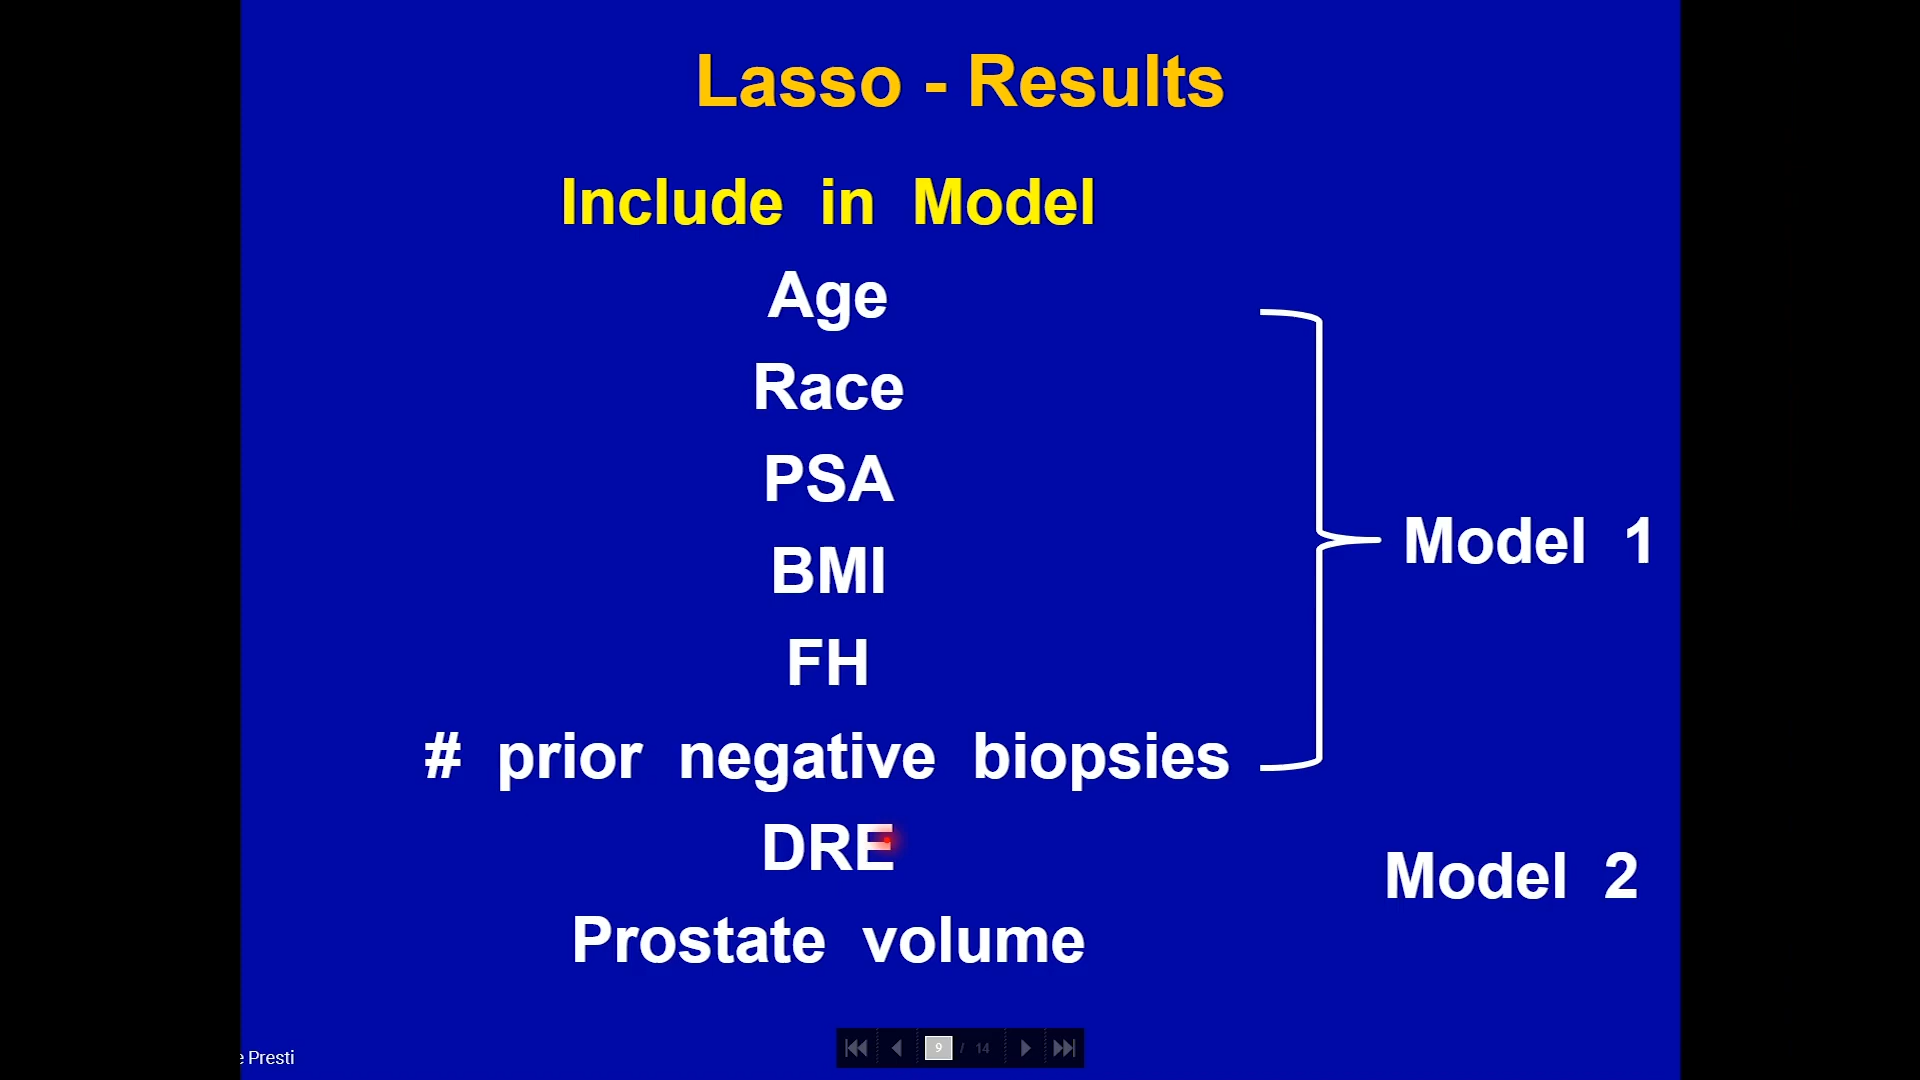 Lasso - Results
Include in Model
Age
Race
PSA
BMI
FH
# prior negative biopsies
DRE
Prostate volume
Model 1
Model 2
e Presti
9 / 14